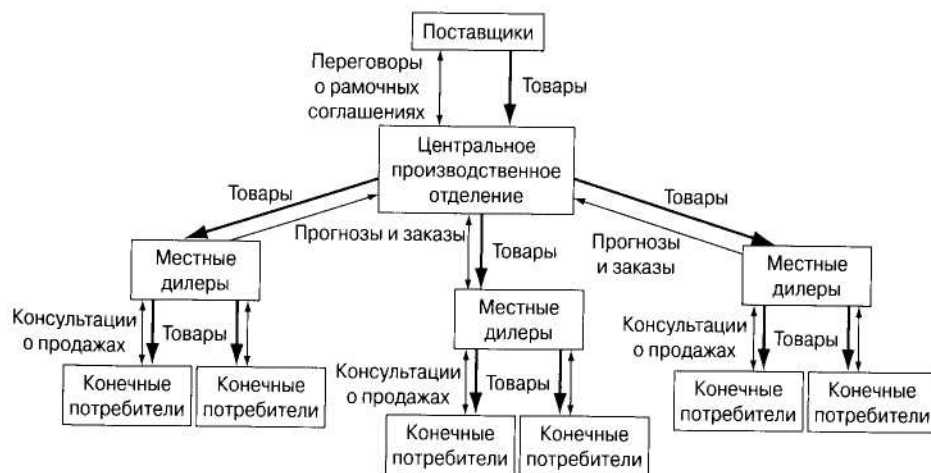 Поставщики
Переговоры
о рамочных
соглашениях
Товары
Центральное
производственное
отделение
Товары
Товары
Прогнозы и заказы
Товары
Прогнозы
и заказы
Местные
дилеры
Местные
дилеры
Местные
дилеры
Консультации
о продажах
Товары
Консультации
о продажах
Товары
Консультации
о продажах
Товары
Конечные
потребители
Конечные
потребители
Конечные
потребители
Конечные
потребители
Конечные
потребители
Конечные
потребители